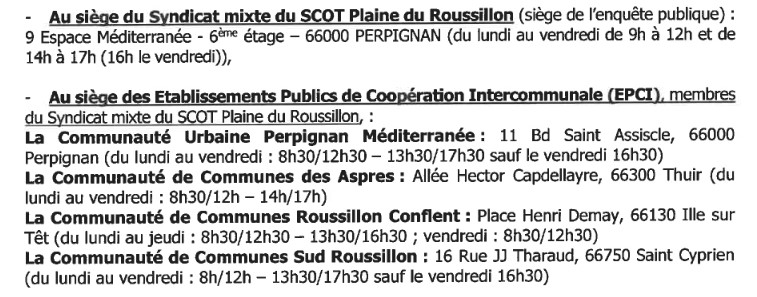 - Au siège du Syndicat mixte du SCOT Plaine du Roussillon (siège de l'enquête publique) :
9 Espace Méditerranée - 6ème étage – 66000 PERPIGNAN (du lundi au vendredi de 9h à 12h et de
14h à 17h (16h le vendredi)),
- Au siège des Etablissements Publics de Coopération Intercommunale (EPCI), membres
du Syndicat mixte du SCOT Plaine du Roussillon, :
La Communauté Urbaine Perpignan Méditerranée : 11 Bd Saint Assiscle, 66000
Perpignan (du lundi au vendredi : 8h30/12h30 – 13h30/17h30 sauf le vendredi 16h30)
La Communauté de Communes des Aspres : Allée Hector Capdellayre, 66300 Thuir (du
lundi au vendredi : 8h30/12h – 14h/17h)
La Communauté de Communes Roussillon Conflent : Place Henri Demay, 66130 Ille sur
Têt (du lundi au jeudi : 8h30/12h30 – 13h30/16h30 ; vendredi : 8h30/12h30)
La Communauté de Communes Sud Roussillon : 16 Rue JJ Tharaud, 66750 Saint Cyprien
(du lundi au vendredi : 8h/12h – 13h30/17h30 sauf le vendredi 16h30)